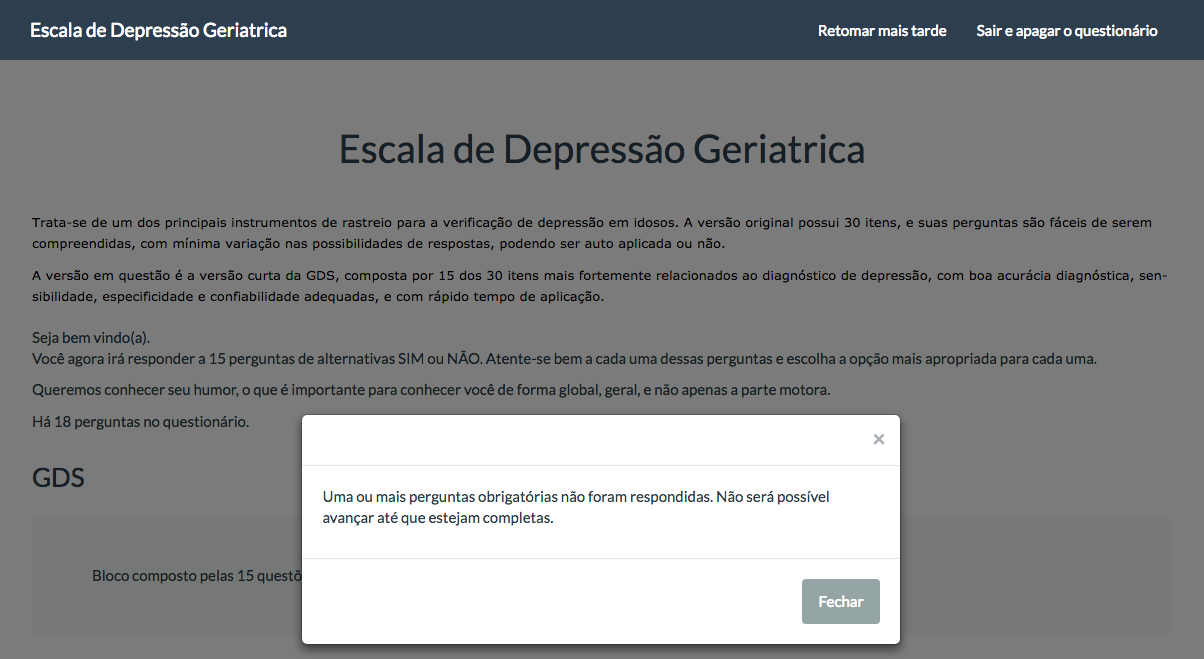 Escala de Depressão Geriatrica
Retomar mais tarde
Sair e apagar o questionário
Escala de Depressão Geriatrica
Trata-se de um dos principais instrumentos de rastreio para a verificação de depressão em idosos. A versão original possui 30 itens, e suas perguntas são fáceis de serem
compreendidas, com mínima variação nas possibilidades de respostas, podendo ser auto aplicada ou não.
A versão em questão é a versão curta da GDS, composta por 15 dos 30 itens mais fortemente relacionados ao diagnóstico de depressão, com boa acurácia diagnóstica, sen-
sibilidade, especificidade e confiabilidade adequadas, e com rápido tempo de aplicação.
Seja bem vindo(a).
Você agora irá responder a 15 perguntas de alternativas SIM ou NÃO. Atente-se bem a cada uma dessas perguntas e escolha a opção mais apropriada para cada uma.
Queremos conhecer seu humor, o que é importante para conhecer você de forma global, geral, e não apenas a parte motora.
Há 18 perguntas no questionário.
GDS
Bloco composto pelas 15 questõ
×
Uma ou mais perguntas obrigatórias não foram respondidas. Não será possível
avançar até que estejam completas.
Fechar